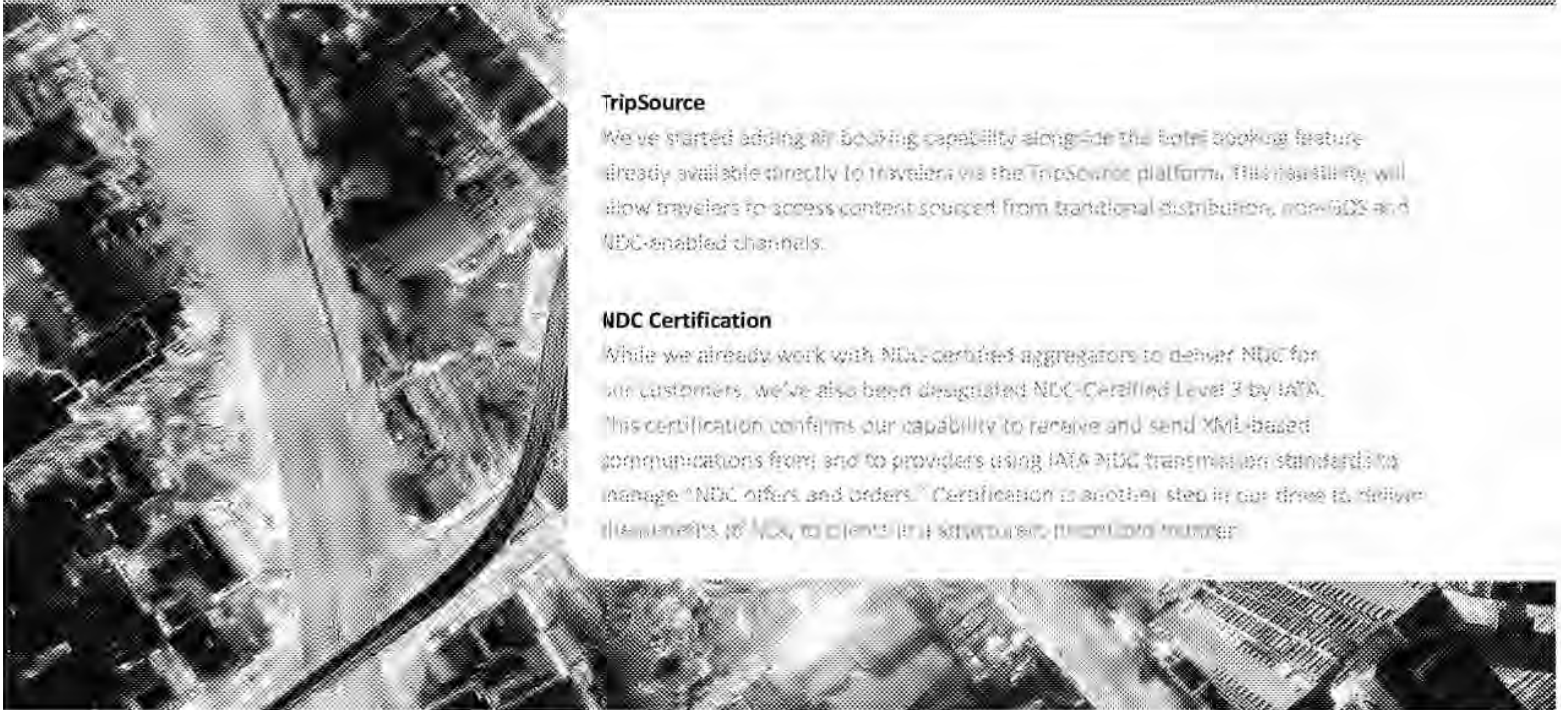 TripSource
We've started adding air booking capability alongside the hotel booking feature
already available directly to travelers via the TripSource platform. This capability will
allow travelers to access content sourced from traditional distribution, non-GDS and
NDC-enabled channels.
NDC Certification
While we already work with NDC-certified aggregators to deliver NDC for
our customers, we've also been designated NDC-Certified Level 3 by IATA.
This certification confirms our capability to receive and send XML-based
communications from and to providers using IATA NDC transmission standard to
manage "NDC offers and orders." Certification is another step in our drive to deliver
the benefits of NDC to clients in a structured, manner.